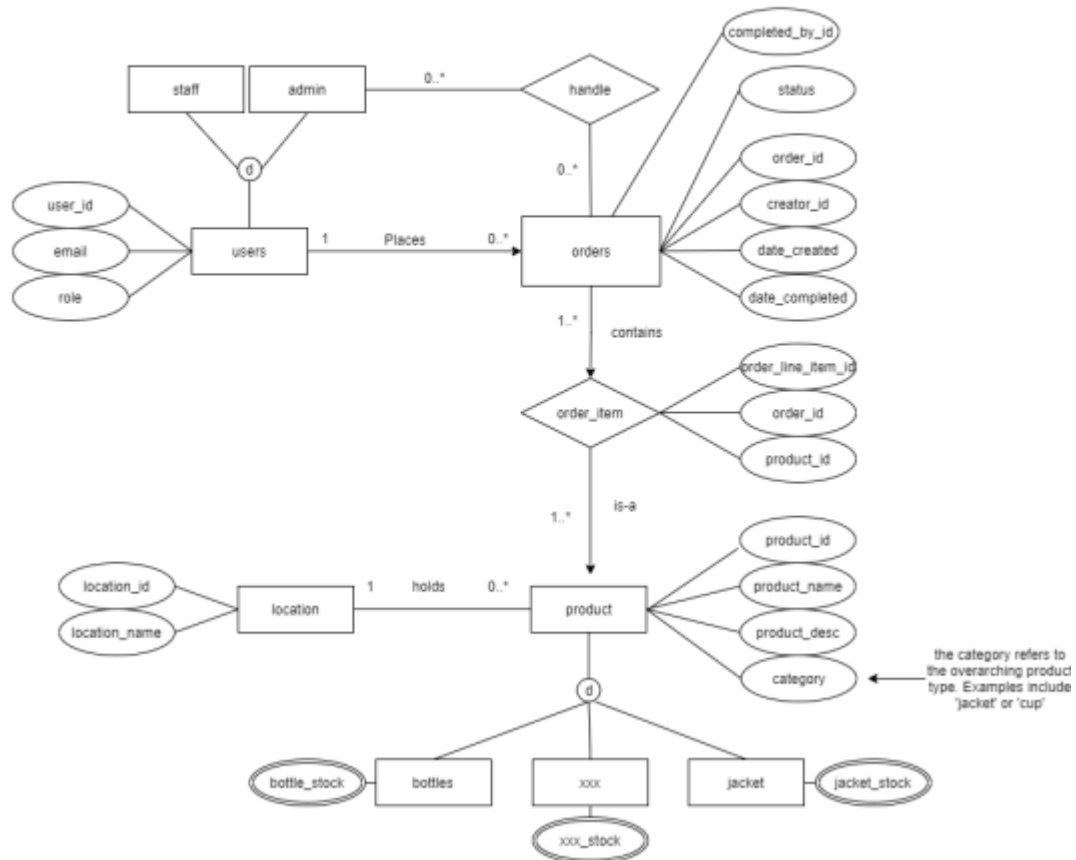 completed_by_id
staff
admin
0..*
handle
status
order_id
0..*
d
user_id
creator_id
email
users
1
Places
0..*
orders
date_created
role
date_completed
1..*
contains
order_line_item_id
order_item
order_id
product_id
1..*
is-a
product_id
location_id
location
1
holds
0..*
product
product_name
location_name
product_desc
category
the category refers to
the overarching product
type. Examples include
'jacket' or 'cup'
d
bottle_stock
bottles
xxx
jacket
jacket_stock
xxx_stock